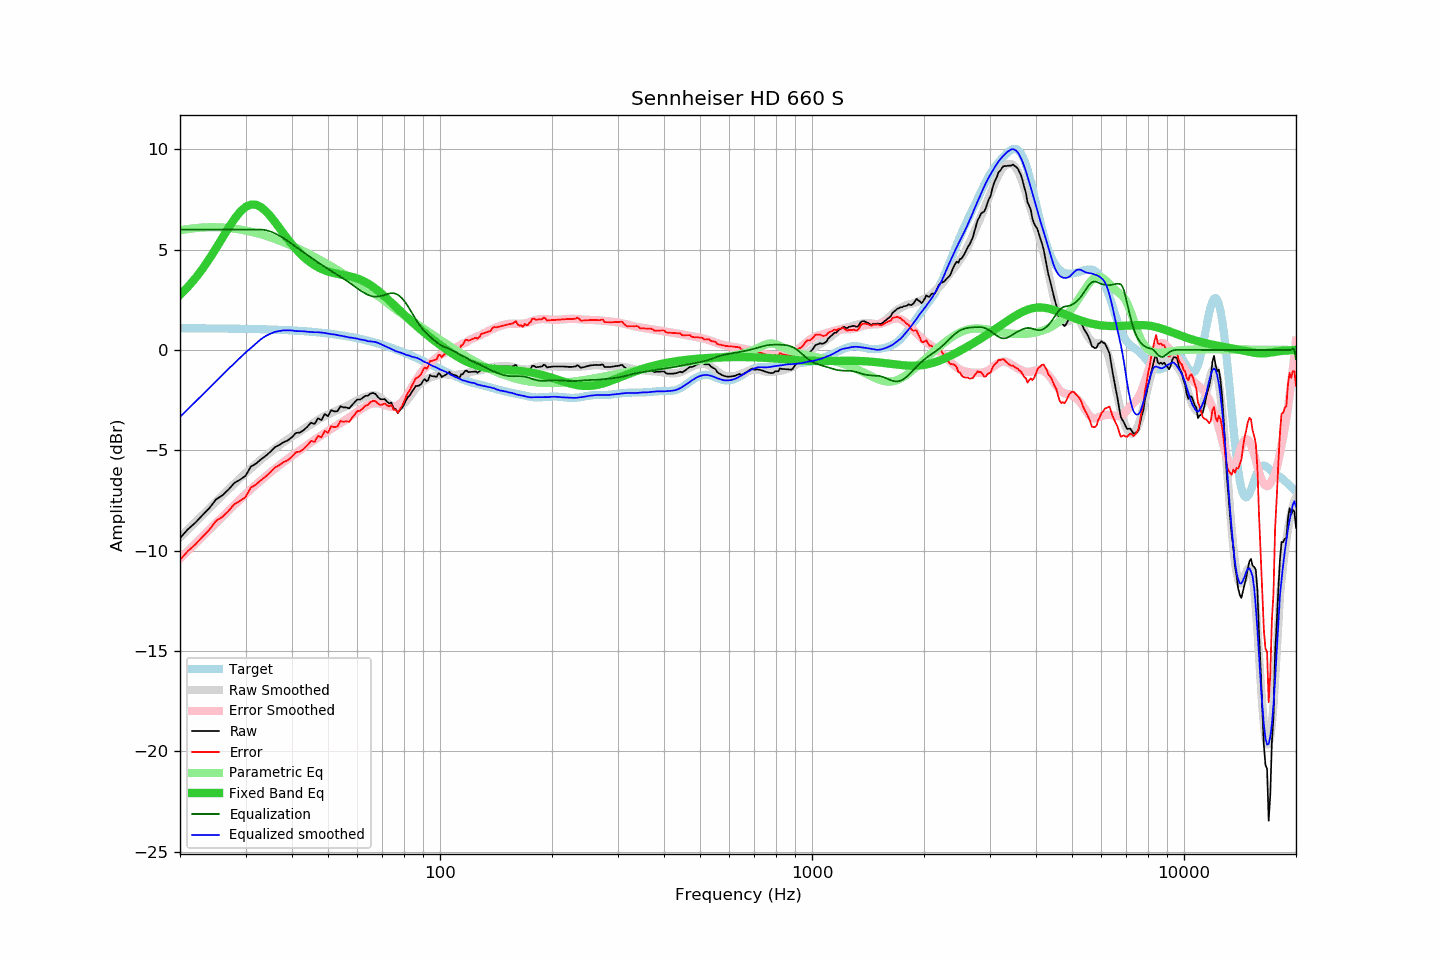 Sennheiser HD 660 S
10
5
0
−5
−10
−15
−20
−25
Amplitude (dBr)
Target
Raw Smoothed
Error Smoothed
Raw
Error
Parametric Eq
Fixed Band Eq
Equalization
Equalized smoothed
100
1000
10000
Frequency (Hz)